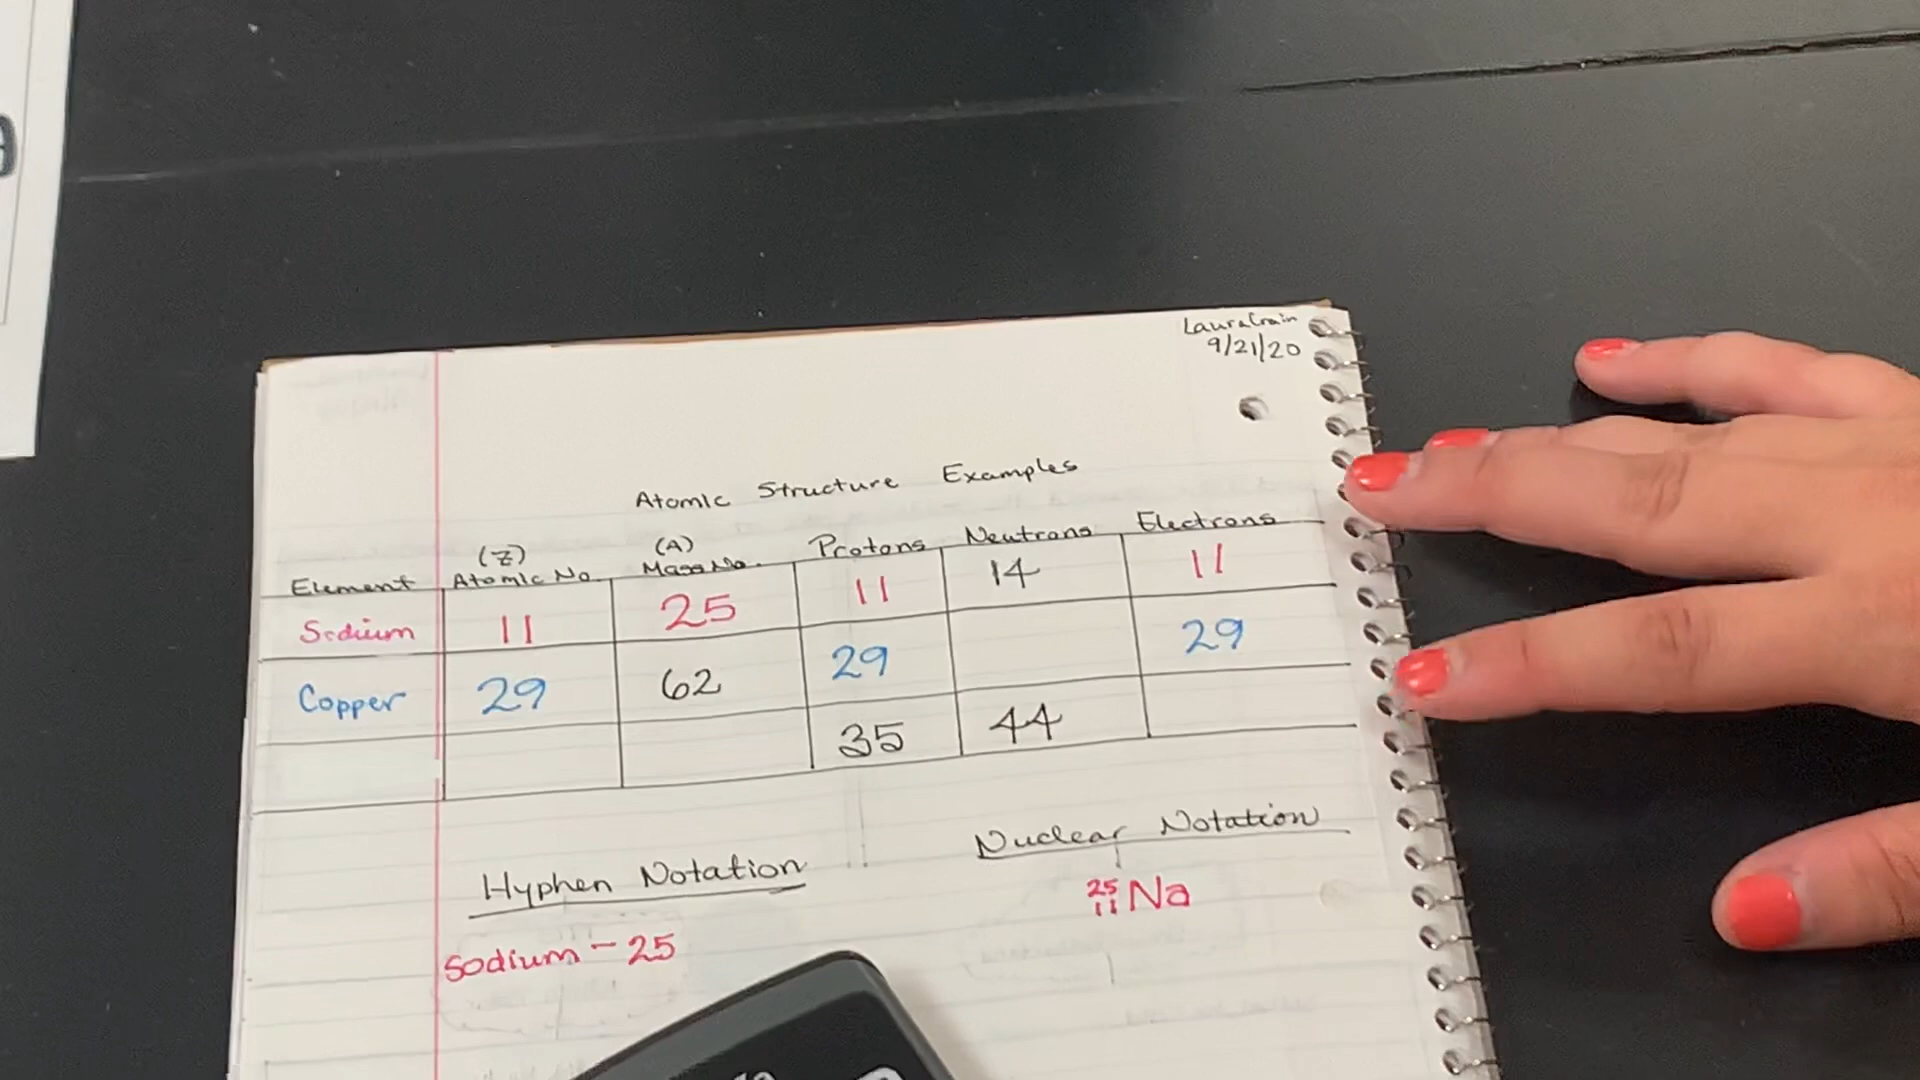 Laura Crain
9/21/20
Atomic Structure Examples
(Z) (A)
Element Atomic No. Mass No. Protons Neutrons Electrons
Sodium 11 25 11 14 11
Copper 29 62 29 29
35 44
Hyphen Notation Nuclear Notation
25
11 Na
Sodium - 25